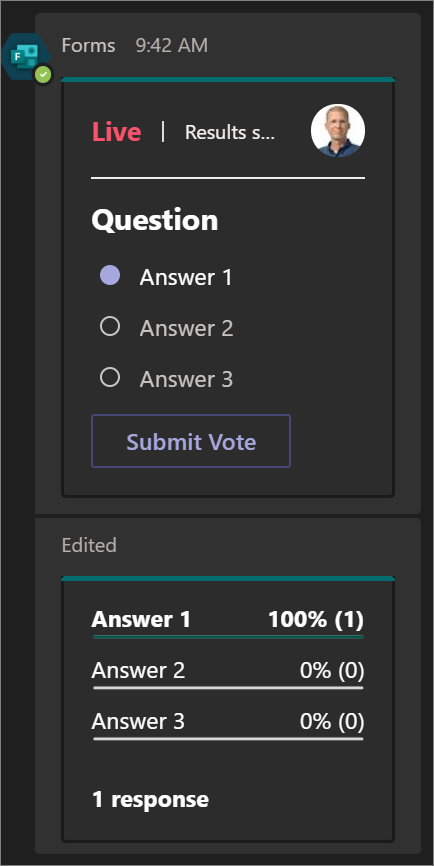 Forms 9:42 AM
F
Live | Results s...
Question
Answer 1
Answer 2
Answer 3
Submit Vote
Edited
Answer 1 100% (1)
Answer 2 0% (0)
Answer 3 0% (0)
1 response